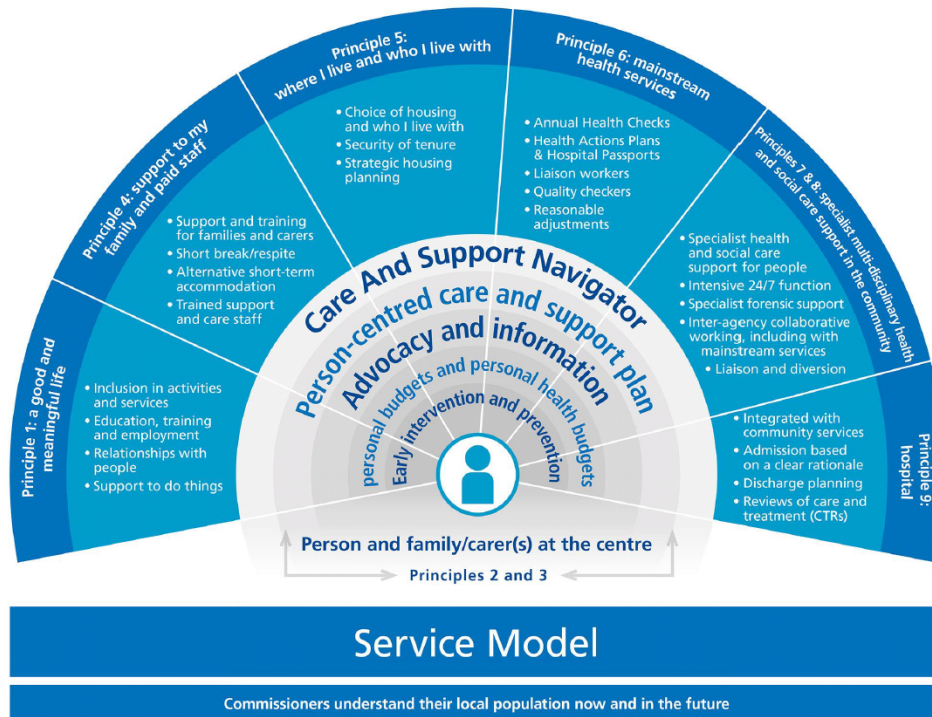 Principle 1: a good and
meaningful life
• Inclusion in activities
and services
• Education, training
and employment
• Relationships with
people
• Support to do things
Principle 4: support to my
family and paid staff
• Support and training
for families and carers
• Short break/respite
• Alternative short-term
accommodation
• Trained support
and care staff
Principle 5:
where I live and who I live with
• Choice of housing
and who I live with
• Security of tenure
• Strategic housing
planning
Principle 6: mainstream
health services
• Annual Health Checks
• Health Actions Plans
& Hospital Passports
• Liaison workers
• Quality checkers
• Reasonable
adjustments
Principles 7 & 8: specialist multi-disciplinary health
and social care support in the community
• Specialist health
and social care
support for people
• Intensive 24/7 function
• Specialist forensic support
• Inter-agency collaborative
working, including with
mainstream services
• Liaison and diversion
Principle 9:
hospital
• Integrated with
community services
• Admission based
on a clear rationale
• Discharge planning
• Reviews of care and
treatment (CTRs)
Care And Support Navigator
Person-centred care and support plan
Advocacy and information
personal budgets and personal health budgets
Early intervention and prevention
Person and family/carer(s) at the centre
Principles 2 and 3
Service Model
Commissioners understand their local population now and in the future